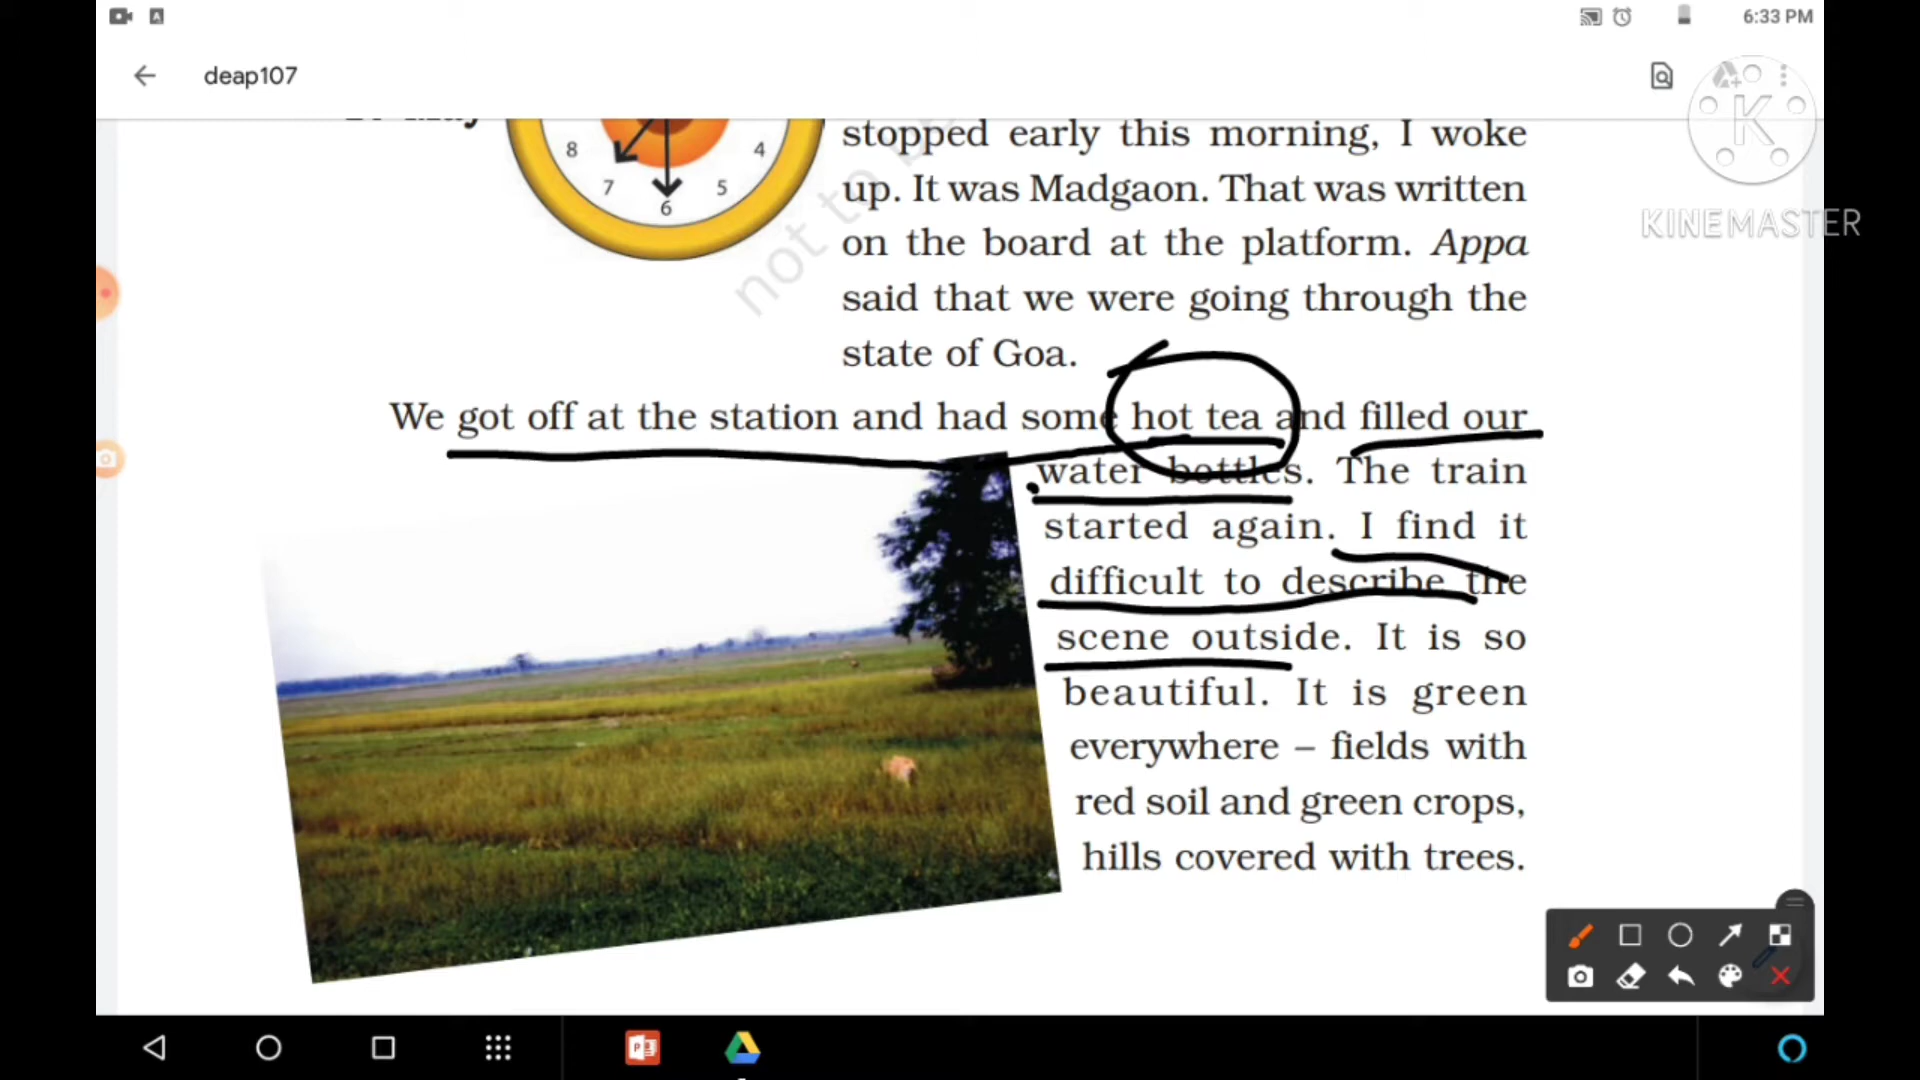 6:33 PM
deap107
KINEMASTER
8
4
7
5
6
not to be
stopped early this morning, I woke
up. It was Madgaon. That was written
on the board at the platform. Appa
said that we were going through the
state of Goa.
We got off at the station and had some hot tea and filled our
water bottles. The train
started again. I find it
difficult to describe the
scene outside. It is so
beautiful. It is green
everywhere – fields with
red soil and green crops,
hills covered with trees.